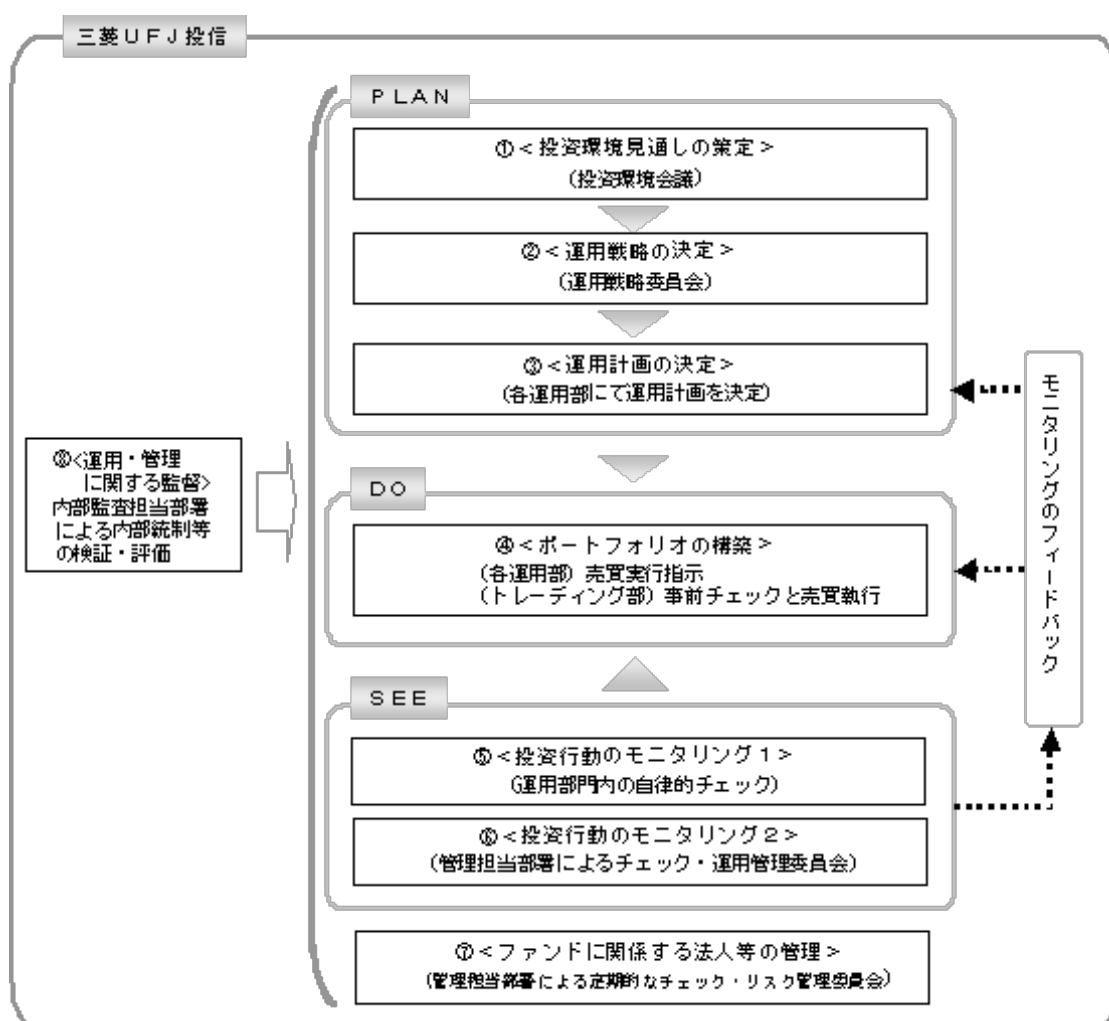 三菱ＵＦＪ投信
ＰＬＡＮ
①＜投資環境見通しの策定＞
（投資環境会議）
②＜運用戦略の決定＞
（運用戦略委員会）
③＜運用計画の決定＞
（各運用部にて運用計画を決定）
⑧＜運用・管理
に関する監督＞
内部監査担当部署
による内部統制等
の検証・評価
ＤＯ
④＜ポートフォリオの構築＞
（各運用部）売買実行指示
（トレーディング部）事前チェックと売買執行
モニタリングのフィードバック
ＳＥＥ
⑤＜投資行動のモニタリング１＞
（運用部門内の自律的チェック）
⑥＜投資行動のモニタリング２＞
（管理担当部署によるチェック・運用管理委員会）
⑦＜ファンドに関係する法人等の管理＞
（管理担当部署による定期的なチェック・リスク管理委員会）